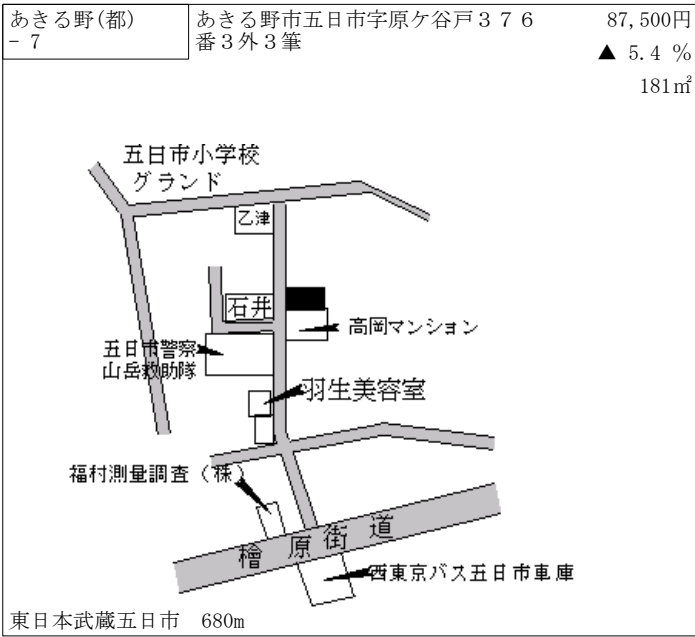 あきる野(都)
－７
あきる野市五日市字原ケ谷戸３７６
番３外３筆
87,500円
▲ 5.4 %
181㎡
五日市小学校
グランド
乙津
石井
高岡マンション
五日市警察
山岳救助隊
羽生美容室
福村測量調査（株）
檜原街道
西東京バス五日市車庫
東日本武蔵五日市 680m